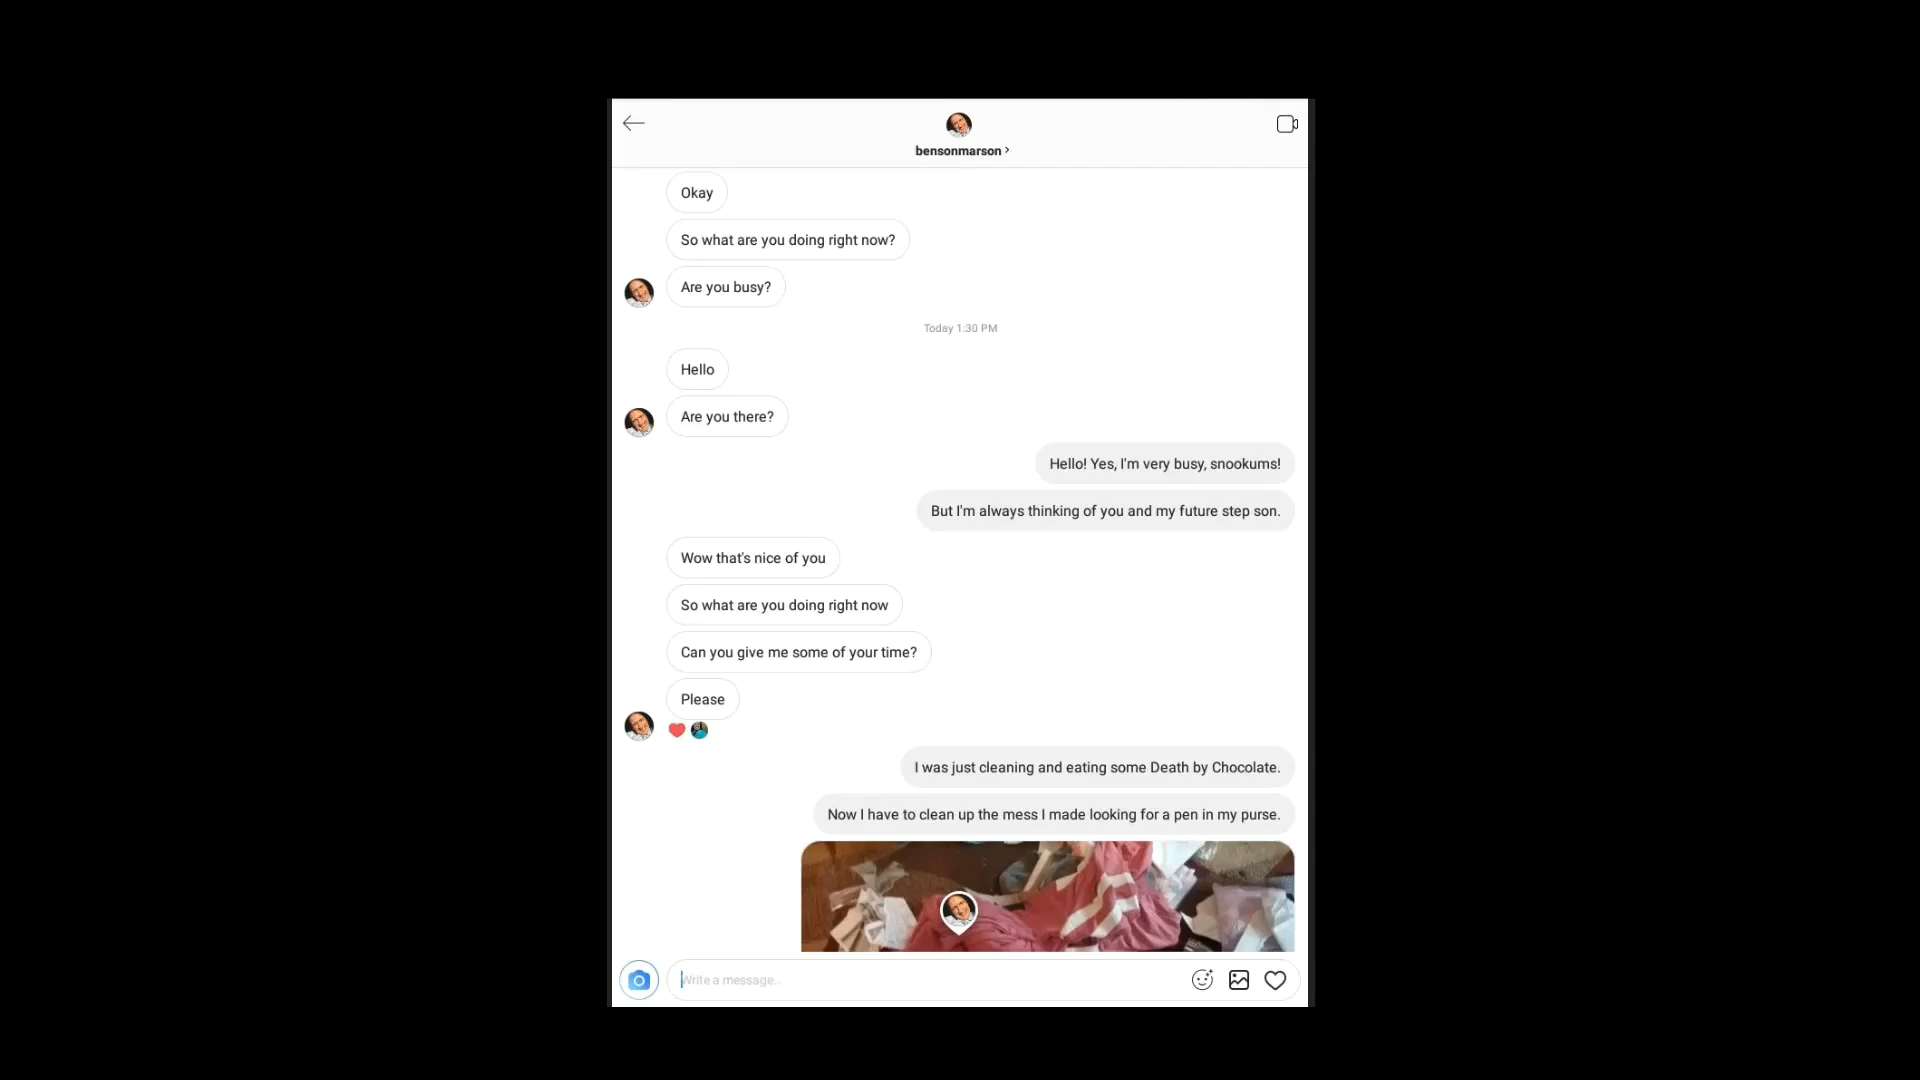 bensonmarson
Okay
So what are you doing right now?
Are you busy?
Today 1:30 PM
Hello
Are you there?
Hello! Yes, I'm very busy, snookums!
But I'm always thinking of you and my future step son.
Wow that's nice of you
So what are you doing right now
Can you give me some of your time?
Please
I was just cleaning and eating some Death by Chocolate.
Now I have to clean up the mess I made looking for a pen in my purse.
Write a message...